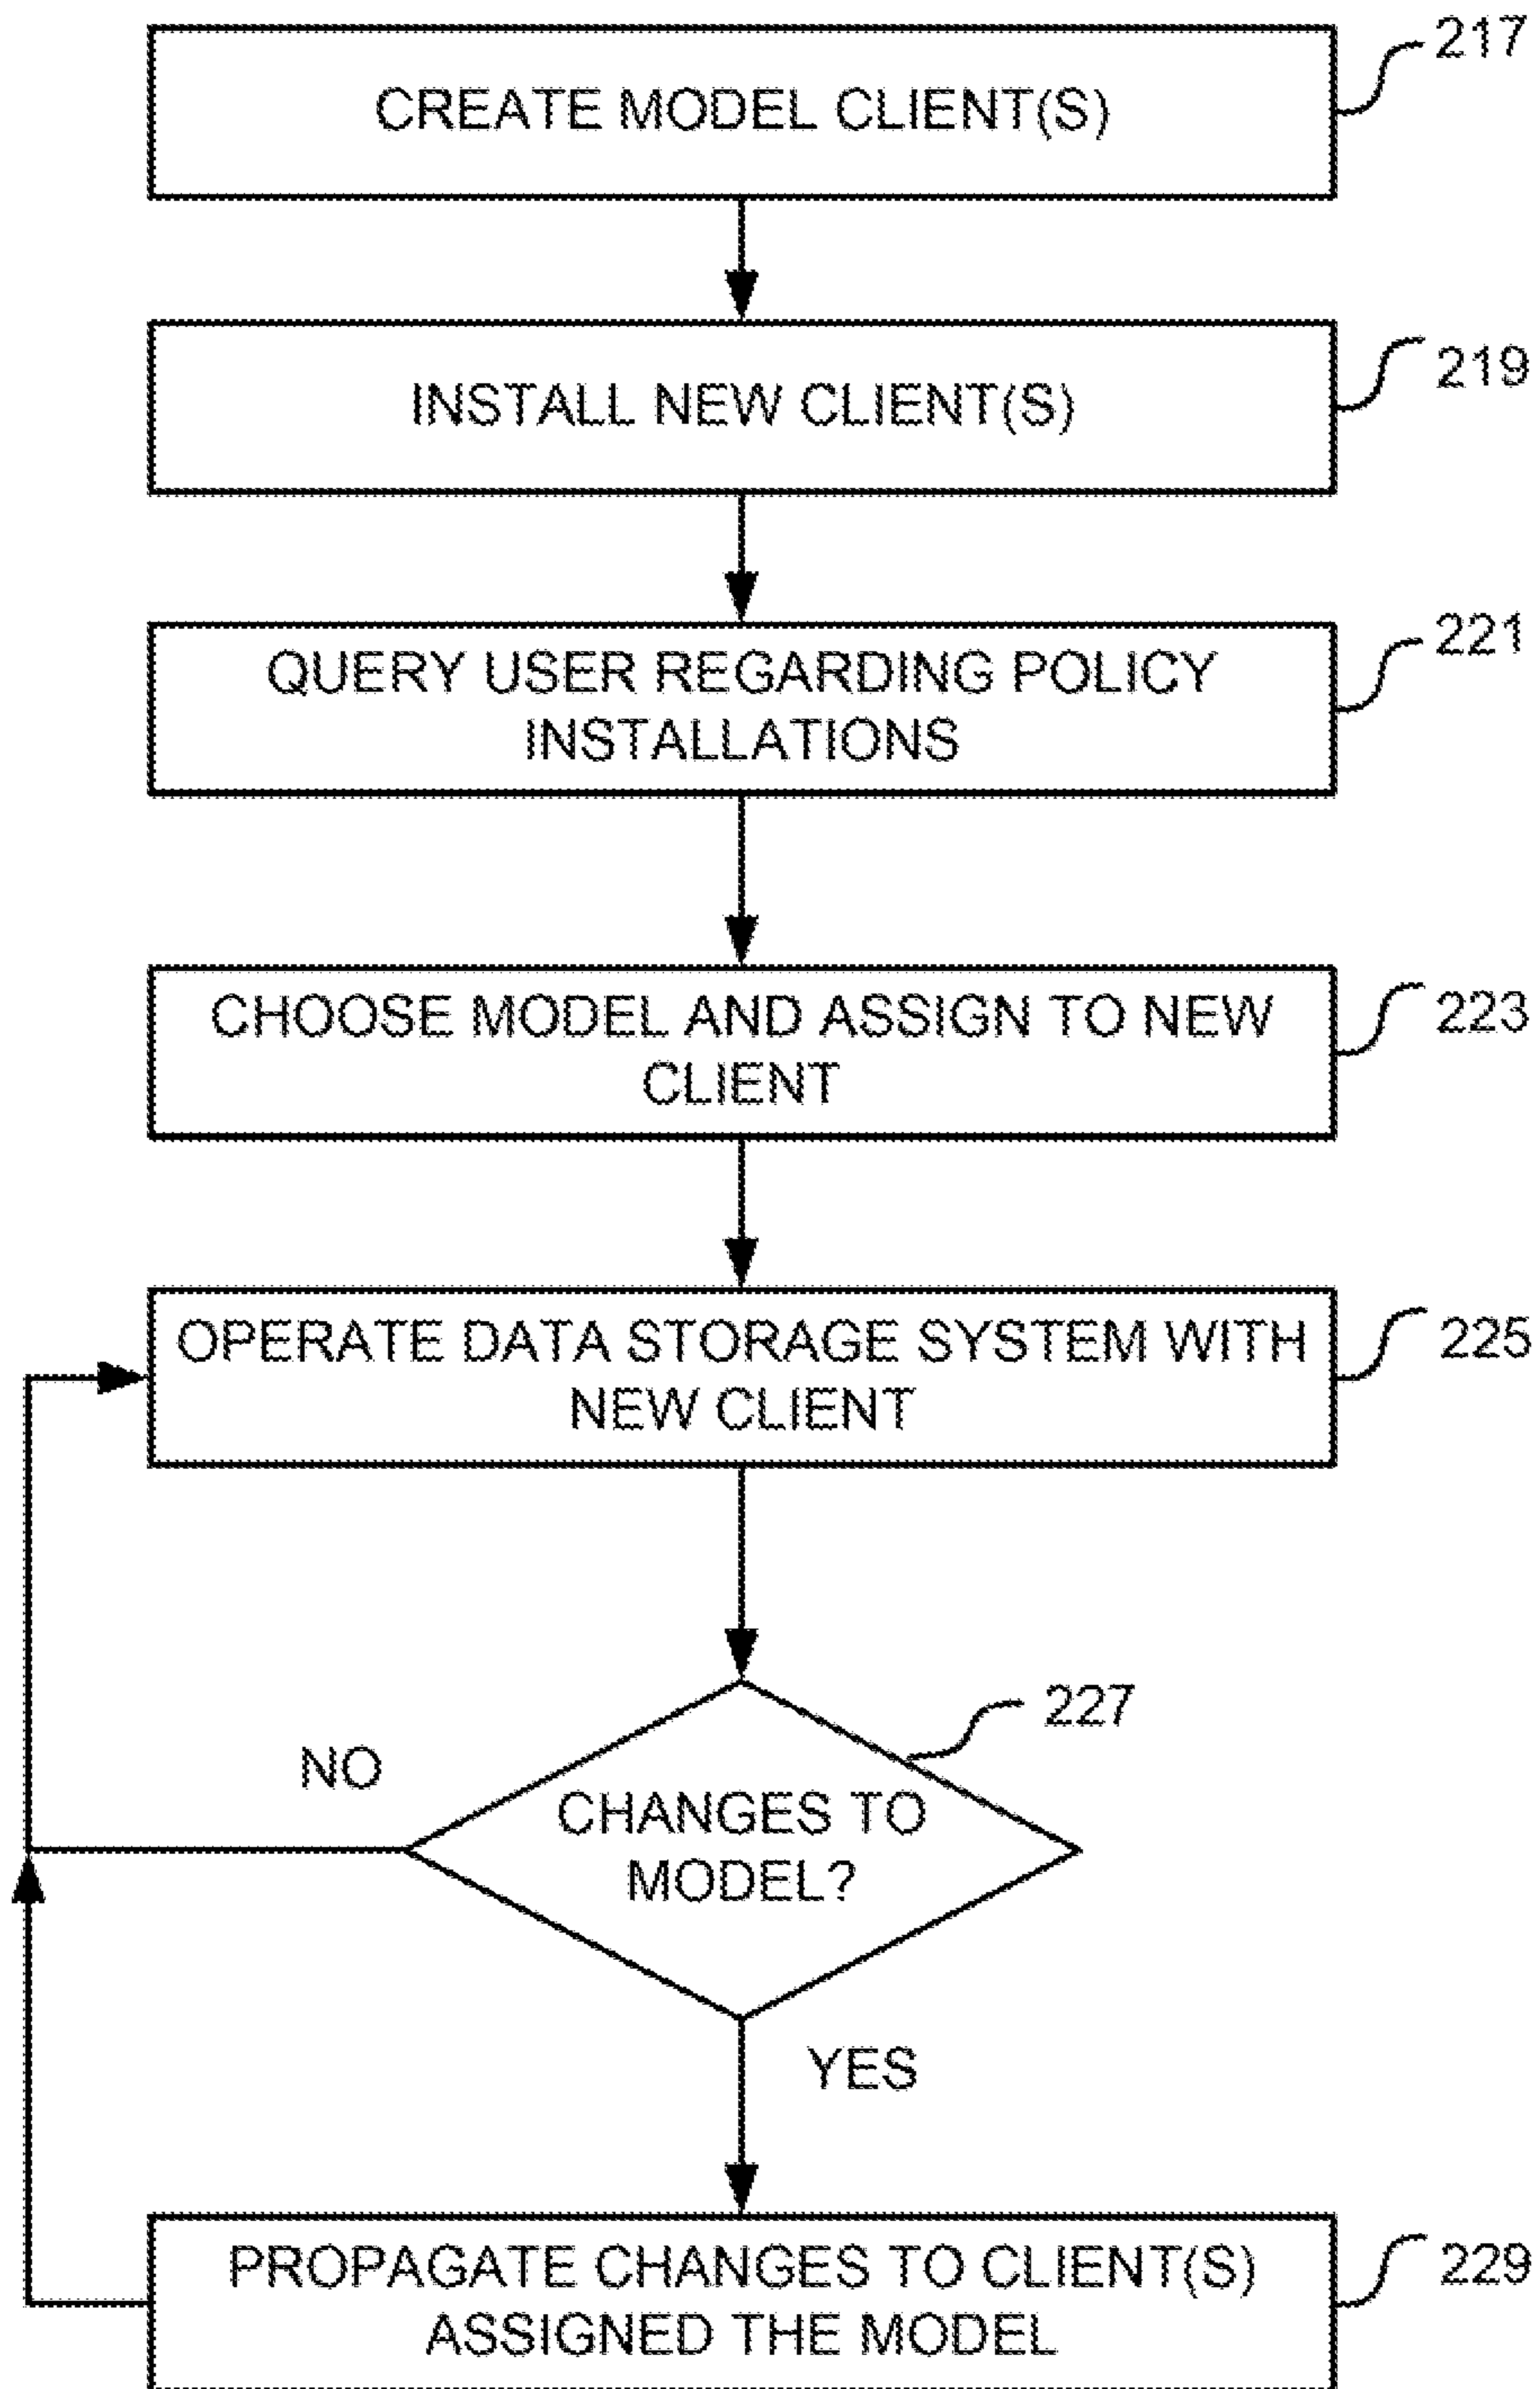 217
CREATE MODEL CLIENT(S)
219
INSTALL NEW CLIENT(S)
221
QUERY USER REGARDING POLICY
INSTALLATIONS
223
CHOOSE MODEL AND ASSIGN TO NEW
CLIENT
225
OPERATE DATA STORAGE SYSTEM WITH
NEW CLIENT
227
NO
CHANGES TO
MODEL?
YES
229
PROPAGATE CHANGES TO CLIENT(S)
ASSIGNED THE MODEL